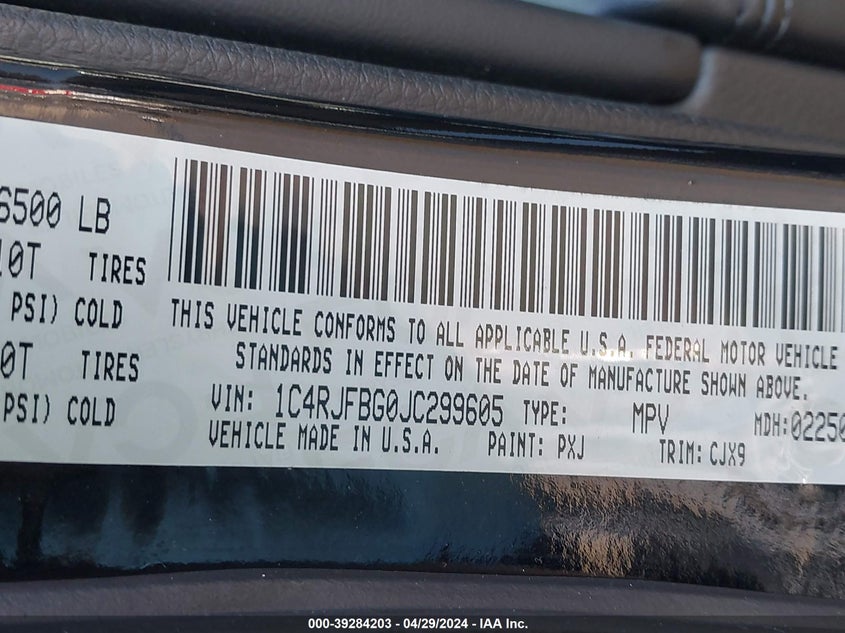 6500 LB
0T TIRES
PSI) COLD
0T TIRES
PSI) COLD
THIS VEHICLE CONFORMS TO ALL APPLICABLE U.S.A. FEDERAL MOTOR VEHICLE
STANDARDS IN EFFECT ON THE DATE OF MANUFACTURE SHOWN ABOVE.
VIN: 1C4RJFBG0JC299605 TYPE: MPV MDH:02250
VEHICLE MADE IN U.S.A. PAINT: PXJ TRIM: CJX9
000-39284203 - 04/29/2024 - IAA Inc.